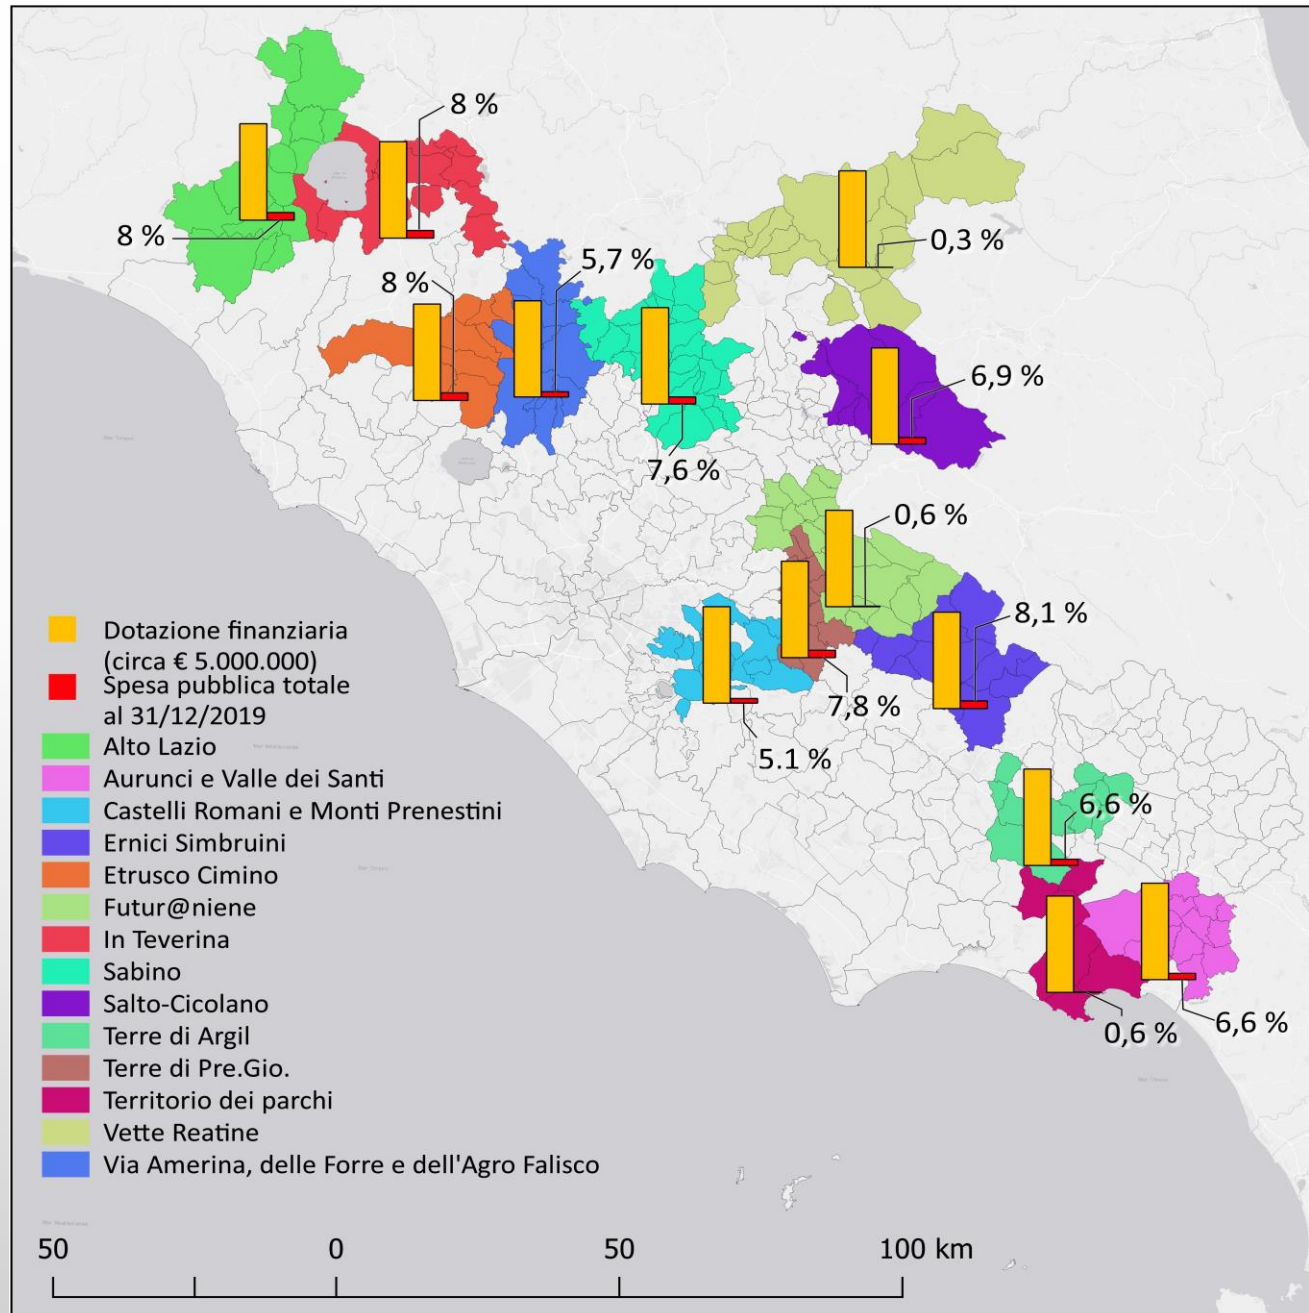 8 %
8 %
0,3 %
5,7 %
8 %
6,9 %
7,6 %
0,6 %
8,1 %
7,8 %
5.1 %
6,6 %
6,6 %
0,6 %
Dotazione finanziaria
(circa € 5.000.000)
Spesa pubblica totale
al 31/12/2019
Alto Lazio
Aurunci e Valle dei Santi
Castelli Romani e Monti Prenestini
Ernici Simbruini
Etrusco Cimino
Futur@niene
In Teverina
Sabino
Salto-Cicolano
Terre di Argil
Terre di Pre.Gio.
Territorio dei parchi
Vette Reatine
Via Amerina, delle Forre e dell'Agro Falisco
50 0 50 100 km